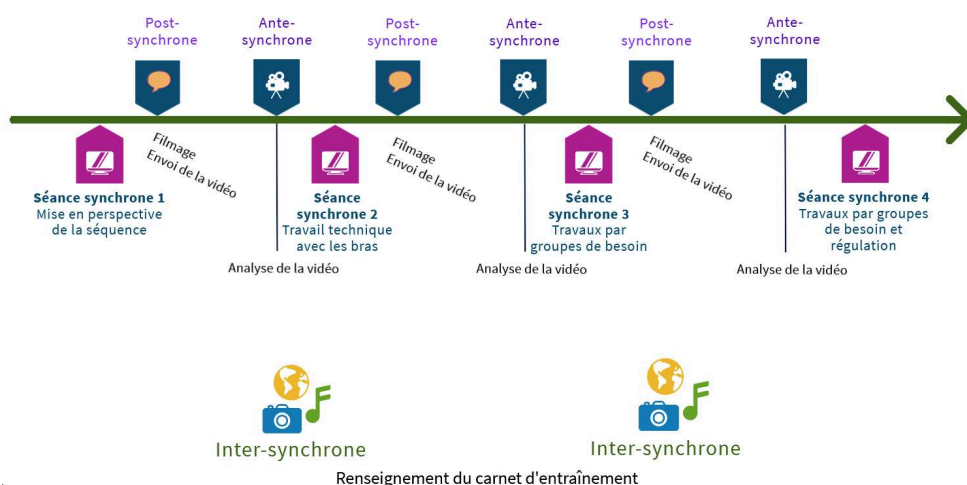 Post-
synchrone
Ante-
synchrone
Post-
synchrone
Ante-
synchrone
Post-
synchrone
Ante-
synchrone
Filmage
Envoi de la vidéo
Filmage
Envoi de la vidéo
Filmage
Envoi de la vidéo
Séance synchrone 1
Mise en perspective
de la séquence
Séance
synchrone 2
Travail technique
avec les bras
Séance
synchrone 3
Travaux par
groupes de besoin
Séance synchrone 4
Travaux par groupes
de besoin et
régulation
Analyse de la vidéo
Analyse de la vidéo
Analyse de la vidéo
Inter-synchrone
Inter-synchrone
Renseignement du carnet d'entraînement